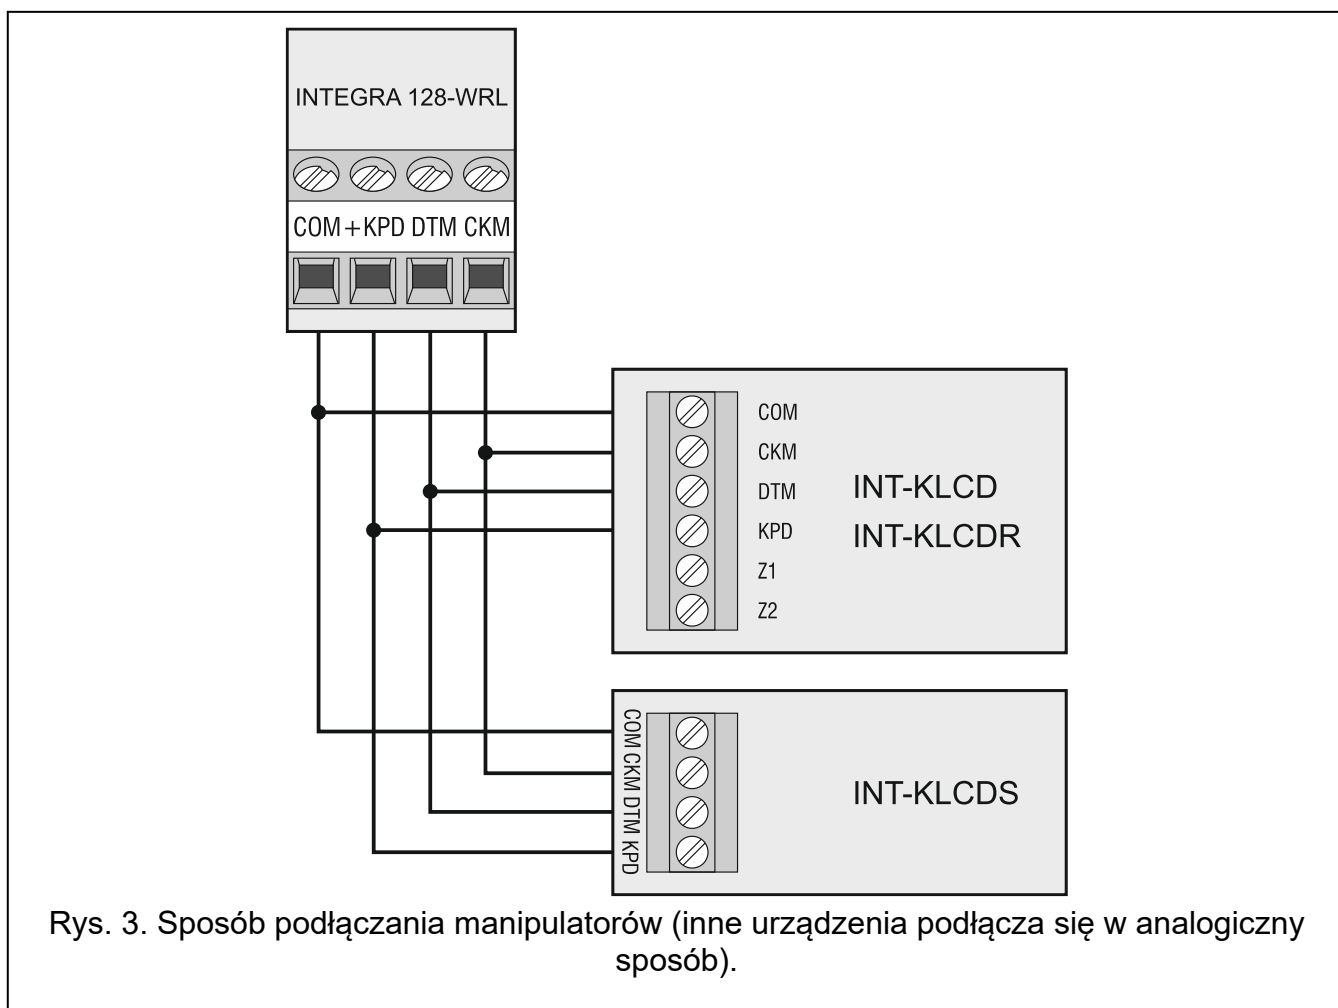 INTEGRA 128-WRL
COM +KPD DTM CKM
COM
CKM
DTM
KPD
Z1
Z2
INT-KLCD
INT-KLCDR
COM CKM DTM KPD
INT-KLCDS
Rys. 3. Sposób podłączania manipulatorów (inne urządzenia podłącza się w analogiczny
sposób).